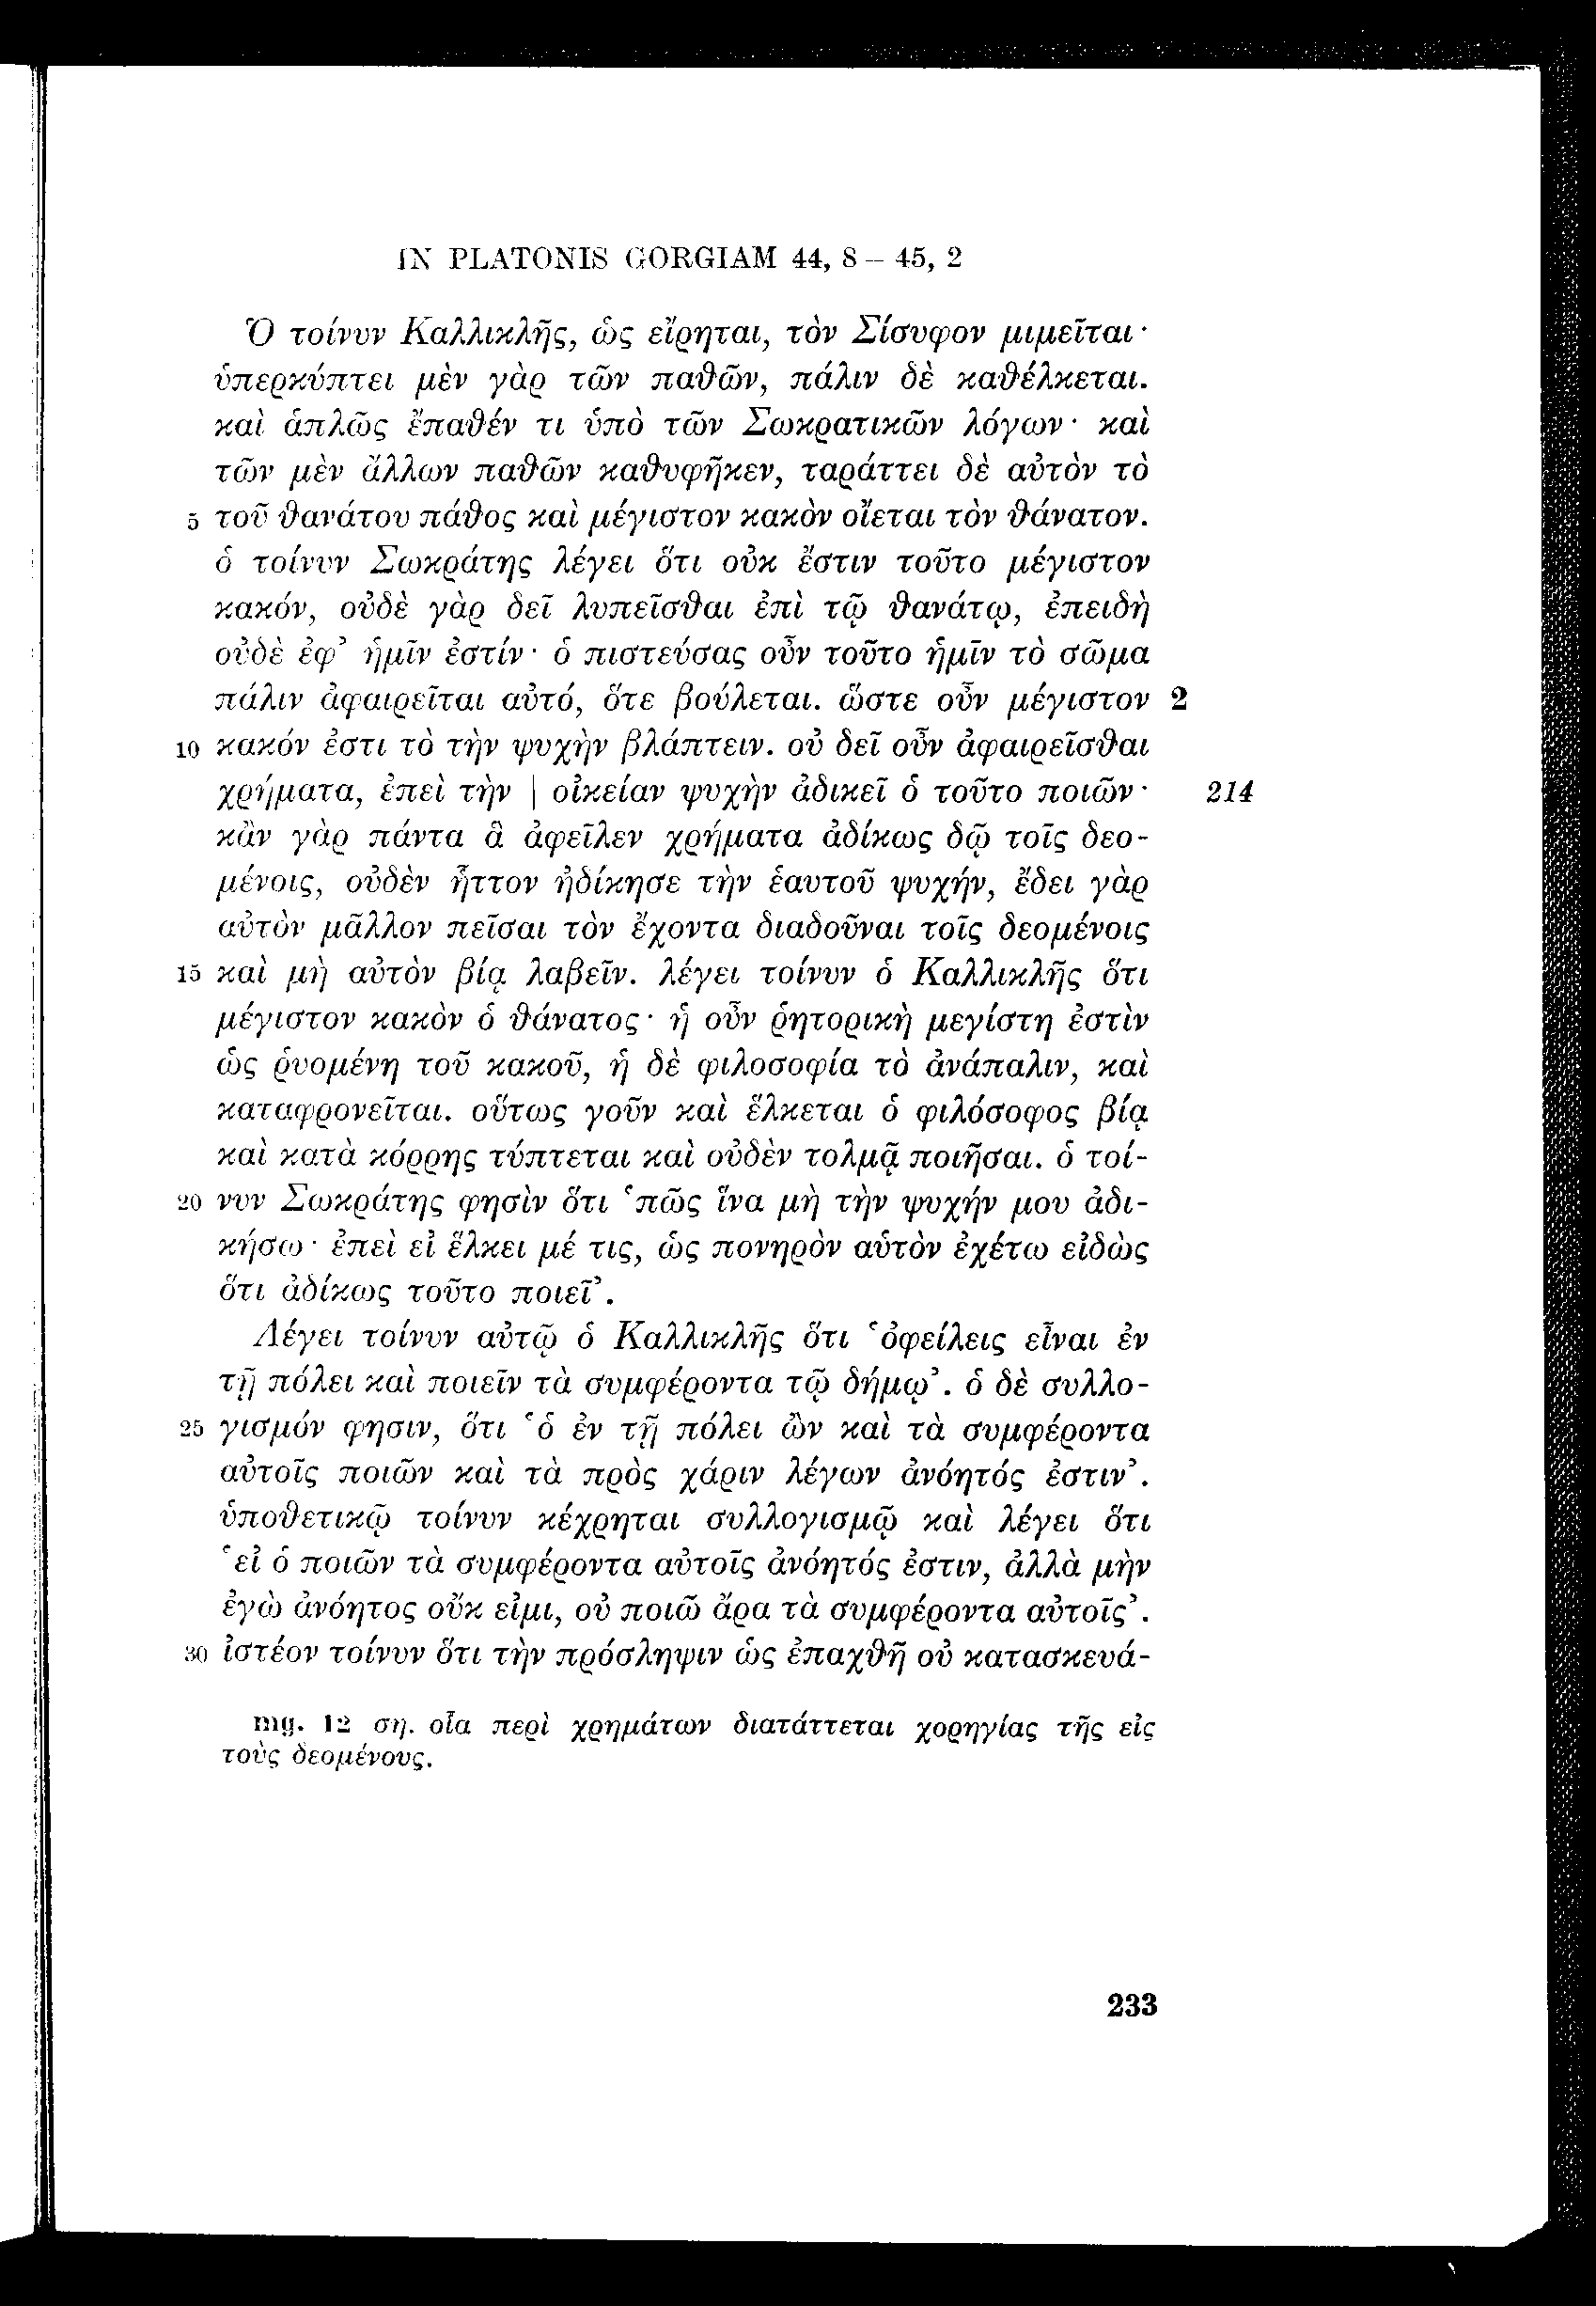 IN PLATONIS GORGIAM 44, 8 – 45, 2
Ὁ τοίνυν Καλλικλῆς, ὡς εἴρηται, τὸν Σίσυφον μιμεῖται·
ὑπερκύπτει μὲν γὰρ τῶν παθῶν, πάλιν δὲ καθέλκεται.
καὶ ἁπλῶς ἔπαθέν τι ὑπὸ τῶν Σωκρατικῶν λόγων· καὶ
τῶν μὲν ἄλλων παθῶν καθυφῆκεν, ταράττει δὲ αὐτὸν τὸ
5 τοῦ θανάτου πάθος καὶ μέγιστον κακὸν οἴεται τὸν θάνατον.
ὁ τοίνυν Σωκράτης λέγει ὅτι οὐκ ἔστιν τοῦτο μέγιστον
κακόν, οὐδὲ γὰρ δεῖ λυπεῖσθαι ἐπὶ τῷ θανάτῳ, ἐπειδὴ
οὐδὲ ἐφ’ ἡμῖν ἐστίν· ὁ πιστεύσας οὖν τοῦτο ἡμῖν τὸ σῶμα
πάλιν ἀφαιρεῖται αὐτό, ὅτε βούλεται. ὥστε οὖν μέγιστον 2
10 κακόν ἐστι τὸ τὴν ψυχὴν βλάπτειν. οὐ δεῖ οὖν ἀφαιρεῖσθαι
χρήματα, ἐπεὶ τὴν | οἰκείαν ψυχὴν ἀδικεῖ ὁ τοῦτο ποιῶν· 214
κἂν γὰρ πάντα ἃ ἀφεῖλεν χρήματα ἀδίκως δῷ τοῖς δεο-
μένοις, οὐδὲν ἧττον ἠδίκησε τὴν ἑαυτοῦ ψυχήν, ἔδει γὰρ
αὐτὸν μᾶλλον πεῖσαι τὸν ἔχοντα διαδοῦναι τοῖς δεομένοις
15 καὶ μὴ αὐτὸν βίᾳ λαβεῖν. λέγει τοίνυν ὁ Καλλικλῆς ὅτι
μέγιστον κακὸν ὁ θάνατος· ἡ οὖν ῥητορικὴ μεγίστη ἐστὶν
ὡς ῥυομένη τοῦ κακοῦ, ἡ δὲ φιλοσοφία τὸ ἀνάπαλιν, καὶ
καταφρονεῖται. οὕτως γοῦν καὶ ἕλκεται ὁ φιλόσοφος βίᾳ
καὶ κατὰ κόρρης τύπτεται καὶ οὐδὲν τολμᾷ ποιῆσαι. ὁ τοί-
20 νυν Σωκράτης φησὶν ὅτι ‘πῶς ἵνα μὴ τὴν ψυχήν μου ἀδι-
κήσω· ἐπεὶ εἰ ἕλκει μέ τις, ὡς πονηρὸν αὑτὸν ἐχέτω εἰδὼς
ὅτι ἀδίκως τοῦτο ποιεῖ’.
Λέγει τοίνυν αὐτῷ ὁ Καλλικλῆς ὅτι ‘ὀφείλεις εἶναι ἐν
τῇ πόλει καὶ ποιεῖν τὰ συμφέροντα τῷ δήμῳ’. ὁ δὲ συλλο-
25 γισμόν φησιν, ὅτι ‘ὁ ἐν τῇ πόλει ὢν καὶ τὰ συμφέροντα
αὐτοῖς ποιῶν καὶ τὰ πρὸς χάριν λέγων ἀνόητός ἐστιν’.
ὑποθετικῷ τοίνυν κέχρηται συλλογισμῷ καὶ λέγει ὅτι
‘εἰ ὁ ποιῶν τὰ συμφέροντα αὐτοῖς ἀνόητός ἐστιν, ἀλλὰ μὴν
ἐγὼ ἀνόητος οὔκ εἰμι, οὐ ποιῶ ἄρα τὰ συμφέροντα αὐτοῖς’.
30 ἰστέον τοίνυν ὅτι τὴν πρόσληψιν ὡς ἐπαχθῆ οὐ κατασκευά-
mg. 12 ση. οἷα περὶ χρημάτων διατάττεται χορηγίας τῆς εἰς
τοὺς δεομένους.
233